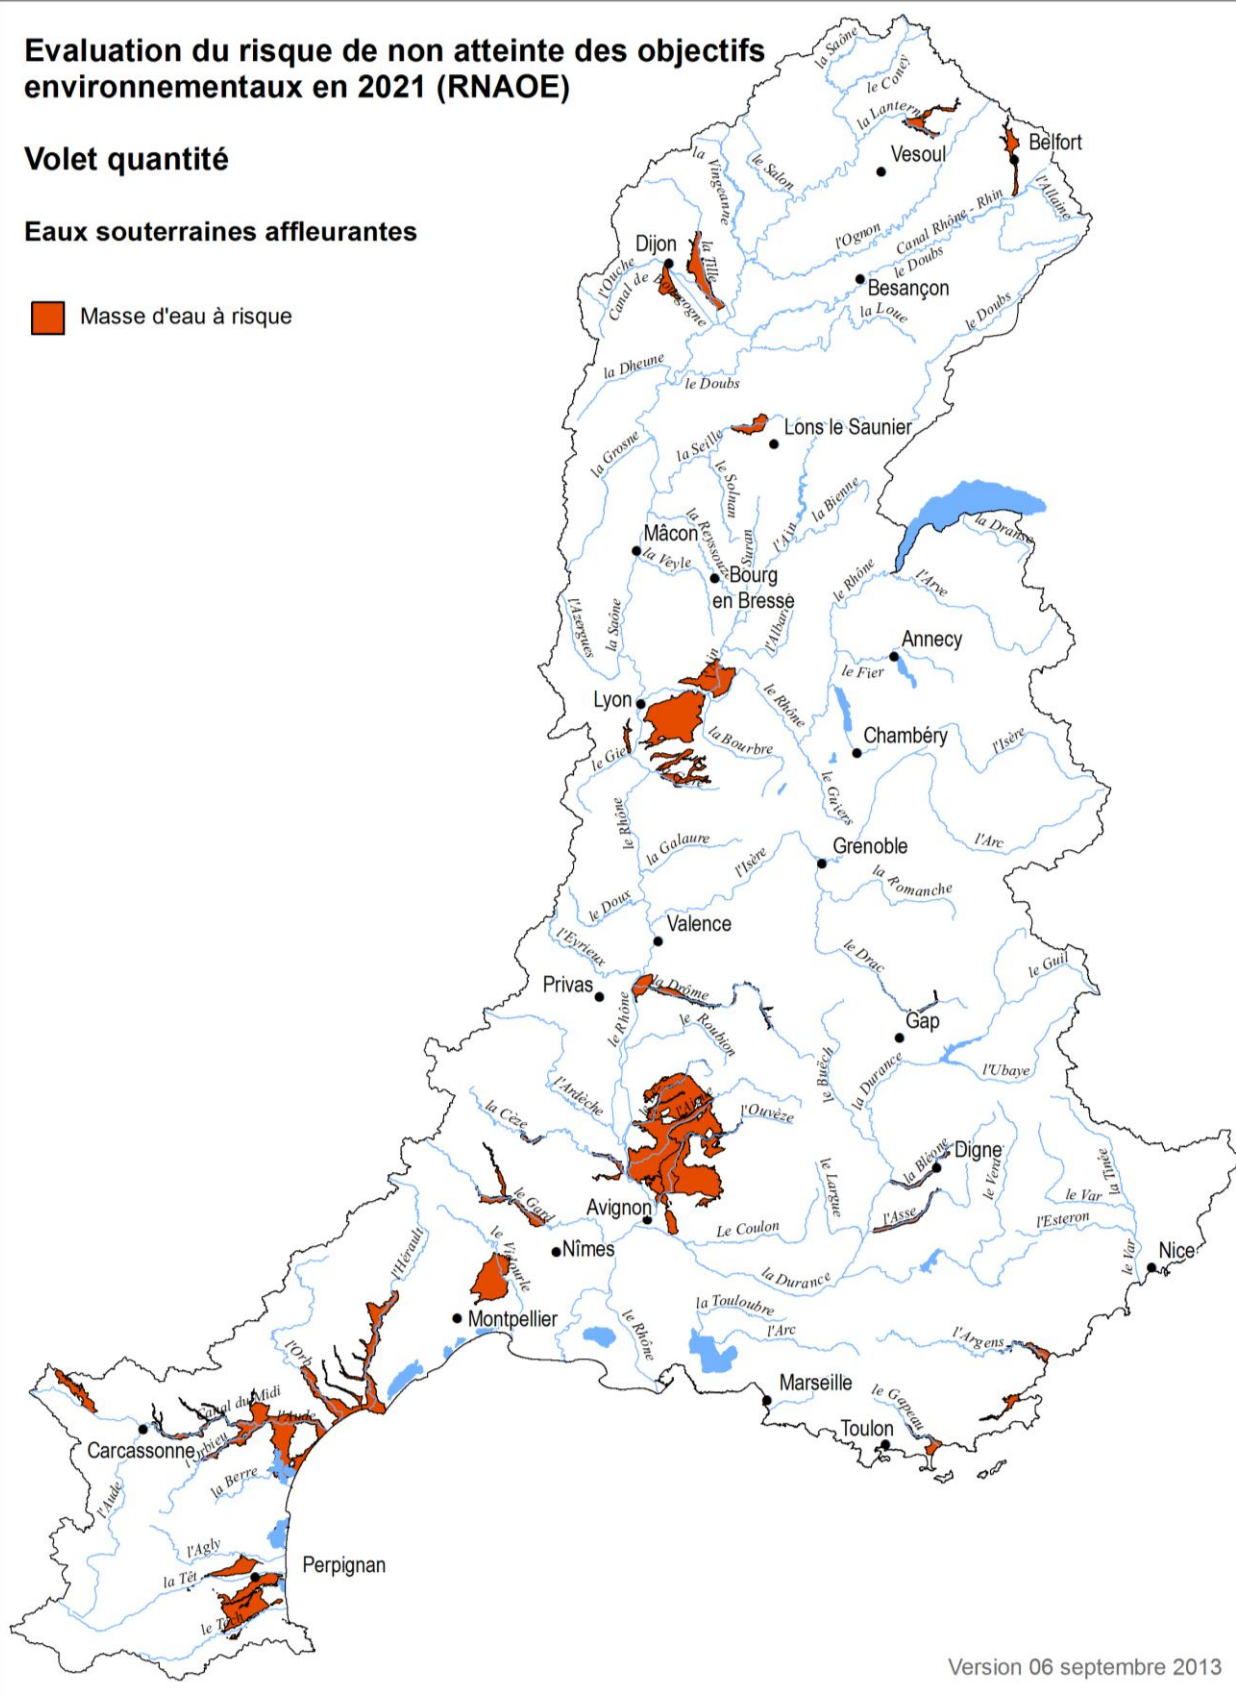 Evaluation du risque de non atteinte des objectifs
environnementaux en 2021 (RNAOE)
Volet quantité
Eaux souterraines affleurantes
Masse d'eau à risque
la Saône
le Coney
la Lantern
Belfort
Vesoul
la Vingeanne
le Salon
l'Allaine
Canal Rhône - Rhin
l'Ognon
Dijon
la Tille
l'Ouche
Canal de Bourgogne
le Doubs
Besançon
la Loue
le Doubs
la Dheune
le Doubs
Lons le Saunier
la Grosne
la Seille
le Solnan
la Bienne
la Dranse
la Reyssouze
Suran
l'Ain
Mâcon
la Veyle
Bourg
en Bresse
le Rhône
l'Arve
l'Azergues
la Saône
l'Albar
Annecy
le Fier
Lyon
le Rhône
la Bourbre
Chambéry
l'Isère
le Gie
le Guiers
le Rhône
la Galaure
l'Isère
Grenoble
l'Arc
la Romanche
le Doux
Valence
l'Eyrieux
le Drac
le Guil
Privas
la Drôme
le Rhône
le Roubion
Gap
le Buëch
la Durance
l'Ubaye
l'Ardèche
la Cèze
l'Ouvèze
la Bléone
Digne
le Verd
la Tinée
le Largue
le Gard
Avignon
Le Coulon
l'Asse
le Var
l'Esteron
Nîmes
le Vidourle
l'Hérault
la Durance
le Var
Nice
Montpellier
le Rhône
la Touloubre
l'Arc
l'Argens
l'Orb
Marseille
le Gapeau
Canal du Midi
l'Aude
Toulon
Carcassonne
l'Orbieu
la Berre
l'Aude
l'Agly
la Têt
Perpignan
le Tech
Version 06 septembre 2013